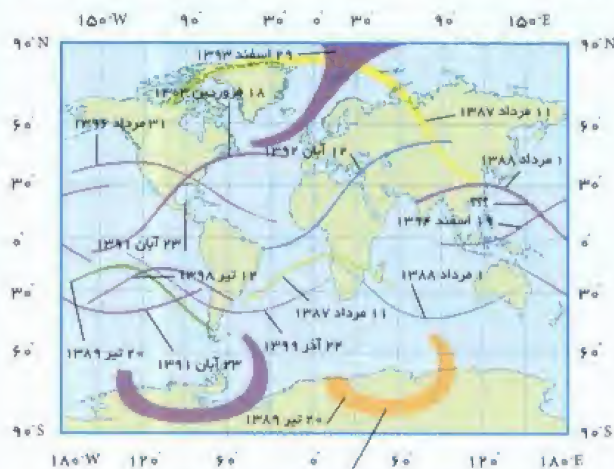 ۱۵۰°W ۹۰° ۳۰° ۰° ۳۰° ۹۰° ۱۵۰°E
۹۰°N ۹۰°
۲۹ اسفند ۱۳۹۳
۱۸ فروردین ۱۴۰۳
۱۱ مرداد ۱۳۸۷
۶۰° ۶۰°
۳۱ مرداد ۱۳۹۶
۱۲ آبان ۱۳۹۲
۱ مرداد ۱۳۸۸
۳۰° ۳۰°
؟؟؟
۱۹ اسفند ۱۳۹۴
۲۳ آبان ۱۳۹۱
۰° ۰°
۱۲ تیر ۱۳۹۸
۱ مرداد ۱۳۸۸
۳۰° ۳۰°
۱۱ مرداد ۱۳۸۷
۲۰ تیر ۱۳۸۹
۲۳ آبان ۱۳۹۱
۲۲ آذر ۱۳۹۹
۶۰° ۶۰°
۲۰ تیر ۱۳۸۹
۹۰°S ۹۰°
۱۸۰°W ۱۲۰° ۶۰° ۰° ۶۰° ۱۲۰° ۱۸۰°E